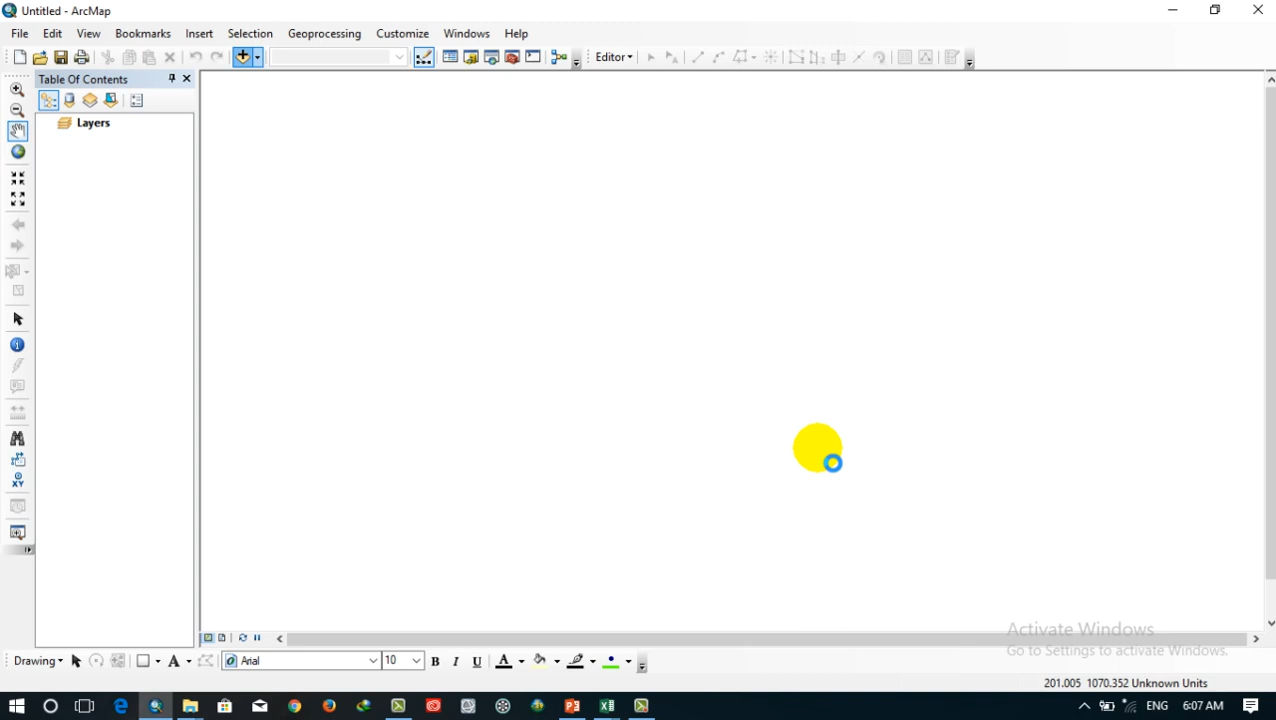 Untitled - ArcMap
File Edit View Bookmarks Insert Selection Geoprocessing Customize Windows Help
Editor
Table Of Contents
Layers
XY
Activate Windows
Go to Settings to activate Windows.
Drawing A Arial 10 B I U A
201.005 1070.352 Unknown Units
ENG 6:07 AM